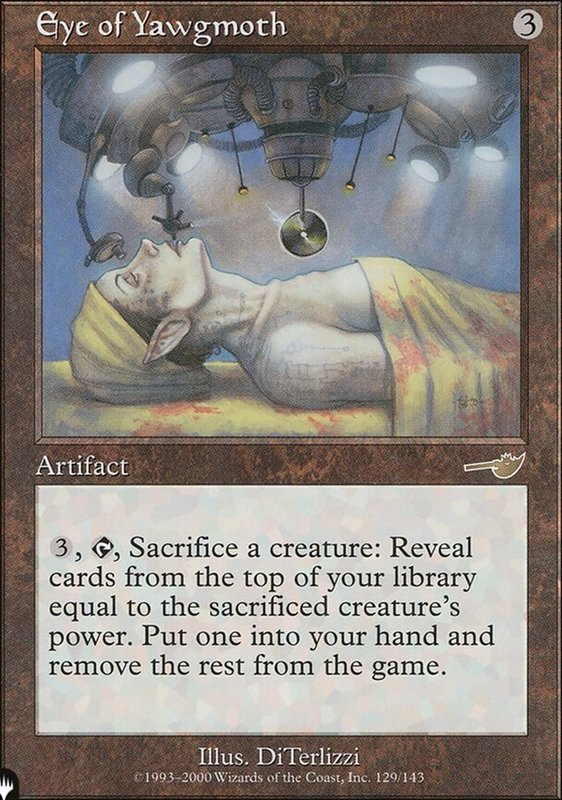 Eye of Yawgmoth
3
Artifact
3, , Sacrifice a creature: Reveal
cards from the top of your library
equal to the sacrificed creature's
power. Put one into your hand and
remove the rest from the game.
Illus. DiTerlizzi
©1993–2000 Wizards of the Coast, Inc. 129/143